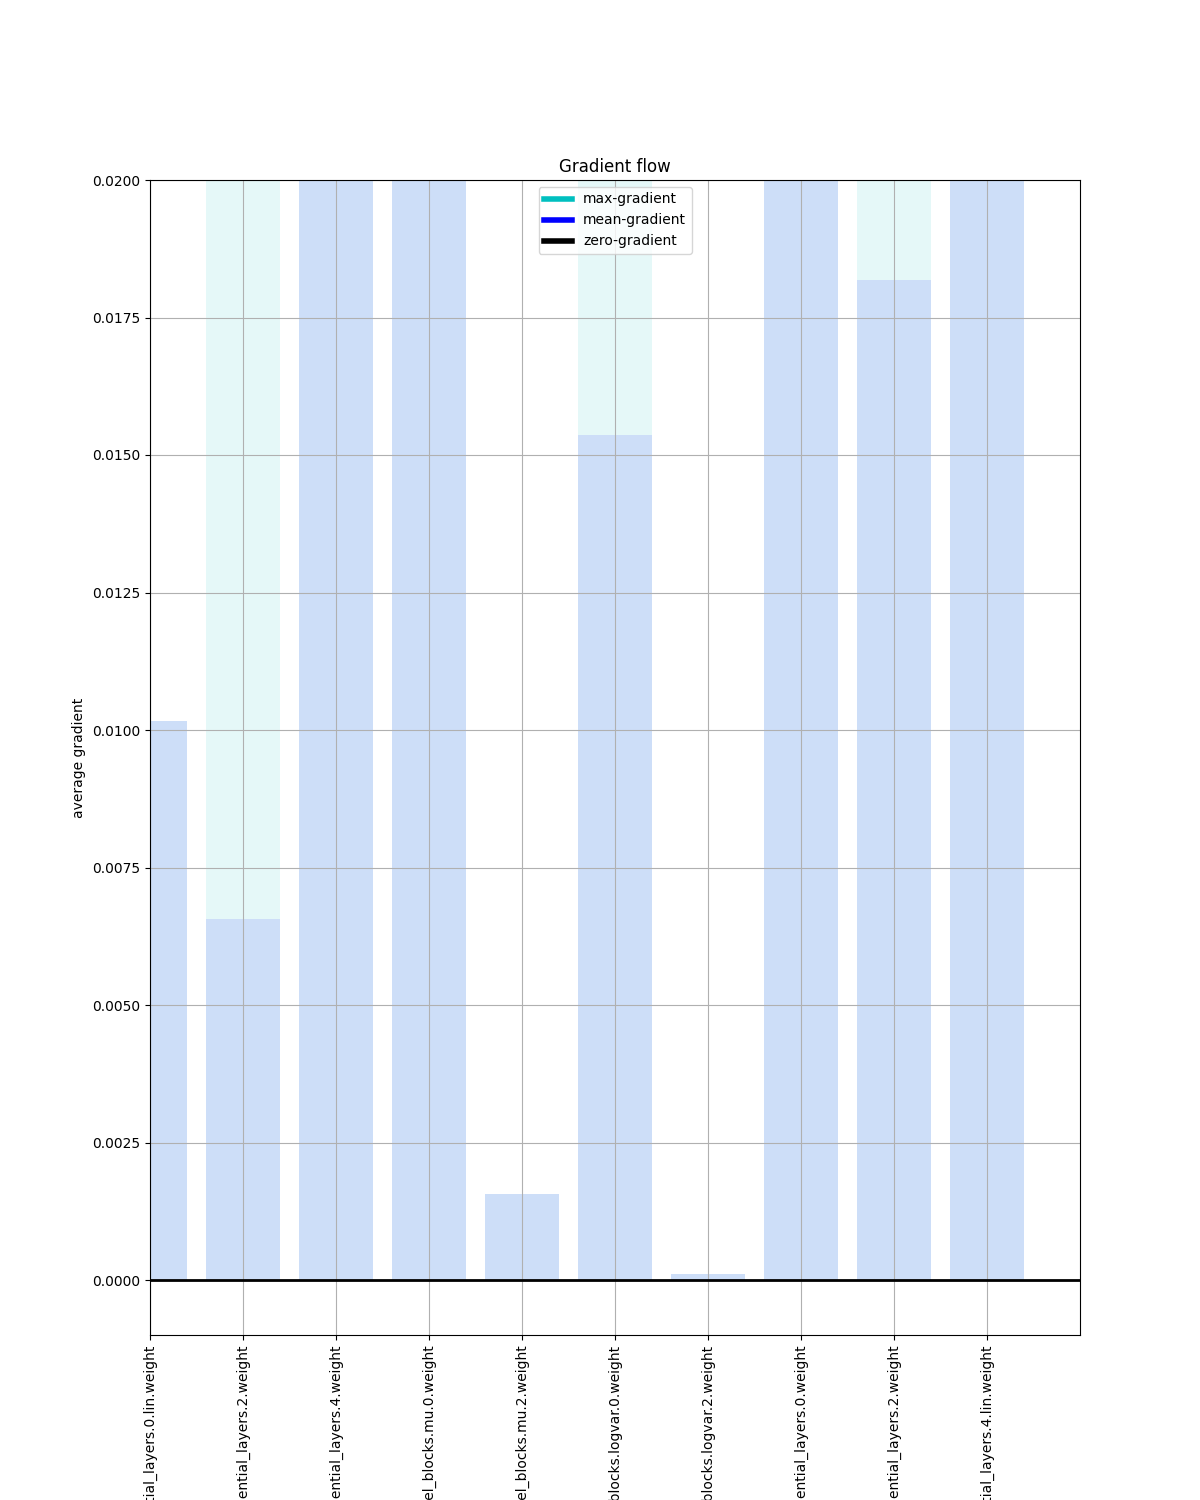 Gradient flow
max-gradient
mean-gradient
zero-gradient
0.0200
0.0175
0.0150
0.0125
0.0100
0.0075
0.0050
0.0025
0.0000
average gradient
tial_layers.0.lin.weight
ential_layers.2.weight
ential_layers.4.weight
el_blocks.mu.0.weight
el_blocks.mu.2.weight
blocks.logvar.0.weight
blocks.logvar.2.weight
ential_layers.0.weight
ential_layers.2.weight
tial_layers.4.lin.weight